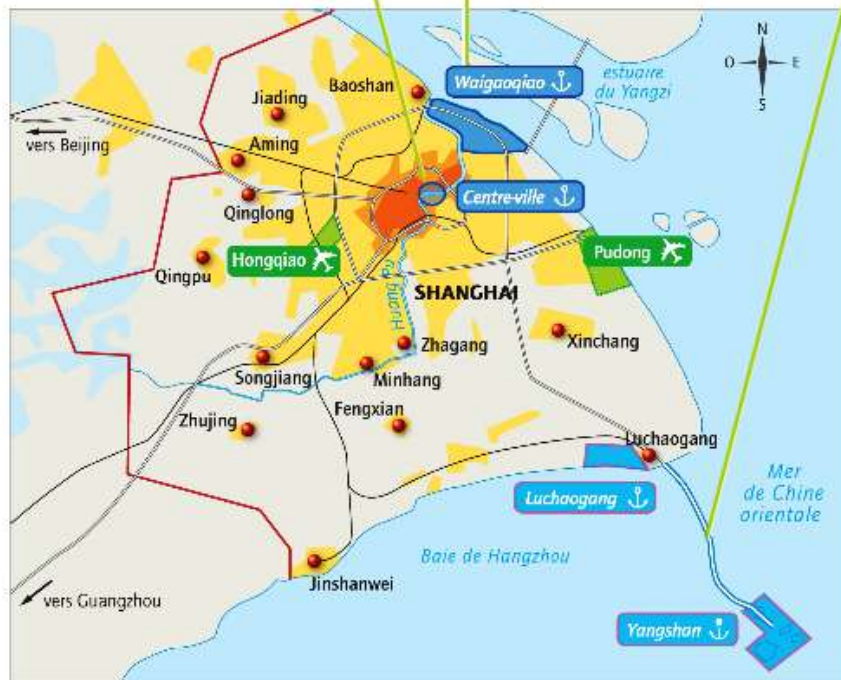 N
O E
S
Baoshan
Waigaoqiao
estuaire
du Yangzi
Jiading
Aming
vers Beijing
Qinglong
Centre-ville
Hongqiao
Pudong
Qingpu
SHANGHAI
Huang Pu
Zhagang
Xinchang
Songjiang
Minhang
Zhujing
Fengxian
Luchaogang
Luchaogang
Mer
de Chine
orientale
Baie de Hangzhou
Jinshanwei
vers Guangzhou
Yangshan